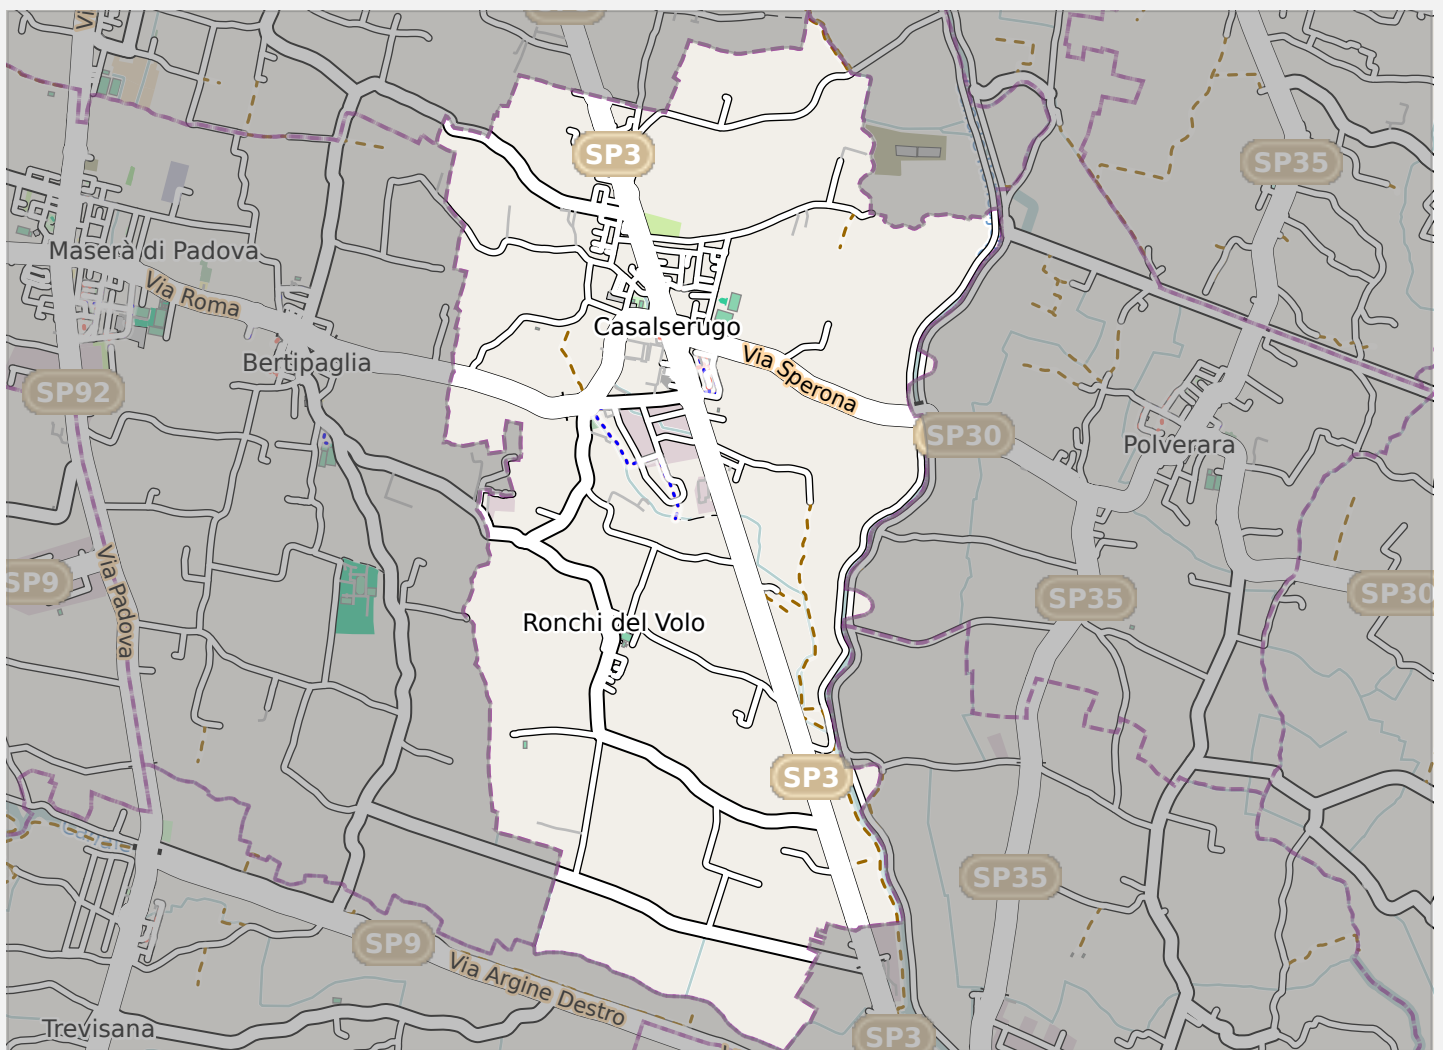 SP3
SP35
Maserà di Padova
Via Roma
Casalserugo
Bertipaglia
Via Sperona
SP92
SP30
Polverara
Via Padova
SP9
SP35
SP30
Ronchi del Volo
SP3
SP35
SP9
Via Argine Destro
Trevisana
SP3